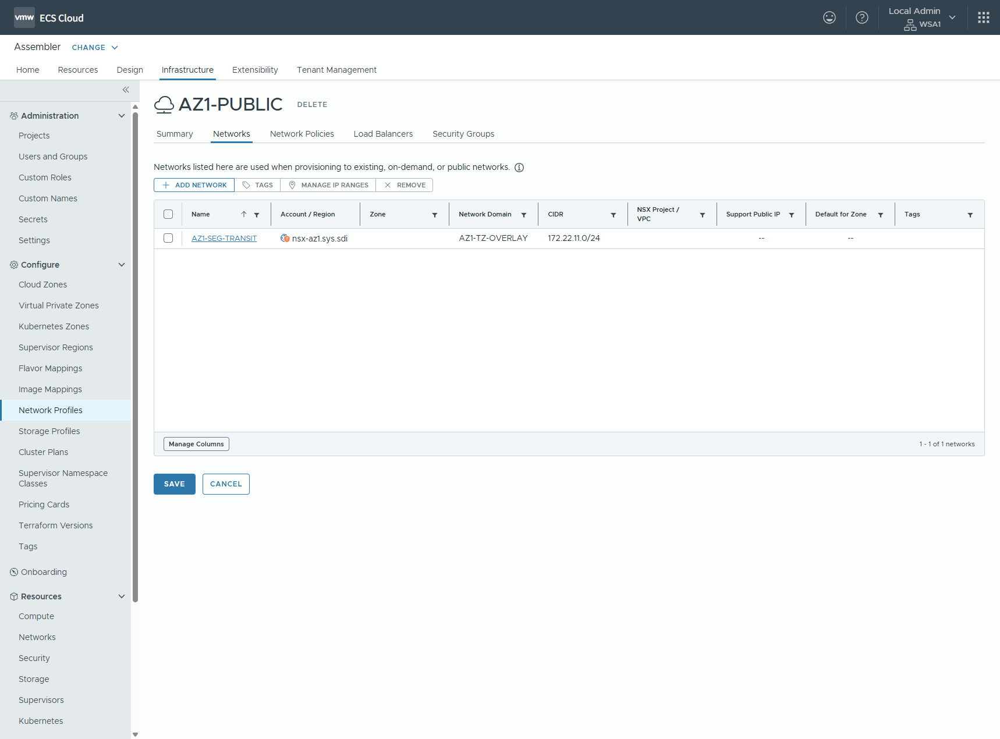 vmw ECS Cloud
Local Admin
WSA1
Assembler CHANGE
Home Resources Design Infrastructure Extensibility Tenant Management
Administration
Projects
Users and Groups
Custom Roles
Custom Names
Secrets
Settings
Configure
Cloud Zones
Virtual Private Zones
Kubernetes Zones
Supervisor Regions
Flavor Mappings
Image Mappings
Network Profiles
Storage Profiles
Cluster Plans
Supervisor Namespace
Classes
Pricing Cards
Terraform Versions
Tags
Onboarding
Resources
Compute
Networks
Security
Storage
Supervisors
Kubernetes
AZ1-PUBLIC DELETE
Summary Networks Network Policies Load Balancers Security Groups
Networks listed here are used when provisioning to existing, on-demand, or public networks.
ADD NETWORK TAGS MANAGE IP RANGES REMOVE
Name Account / Region Zone Network Domain CIDR NSX Project / VPC Support Public IP Default for Zone Tags
AZ1-SEG-TRANSIT nsx-az1.sys.sdi AZ1-TZ-OVERLAY 172.22.11.0/24 -- --
Manage Columns 1 - 1 of 1 networks
SAVE CANCEL